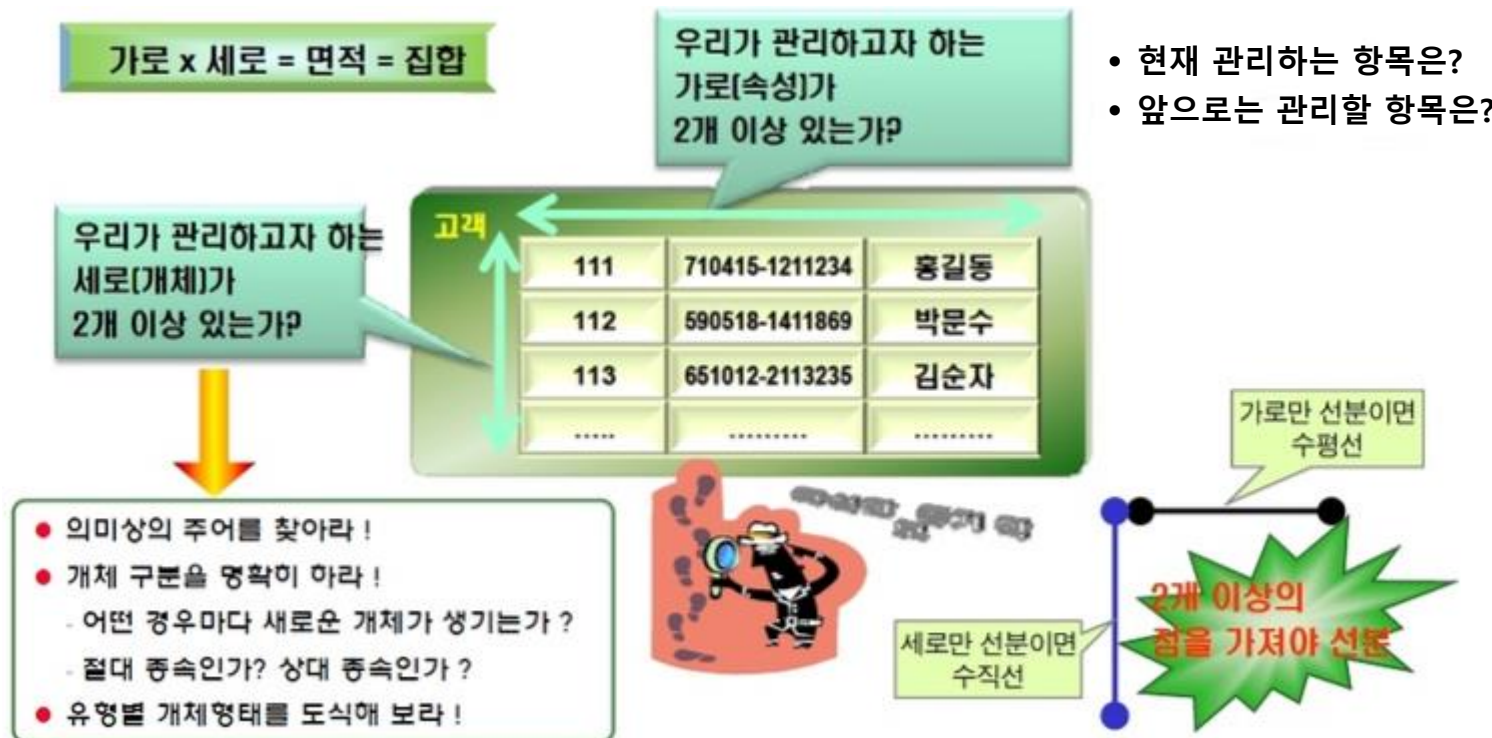 가로 x 세로 = 면적 = 집합
우리가 관리하고자 하는
가로(속성)가
2개 이상 있는가?
• 현재 관리하는 항목은?
• 앞으로는 관리할 항목은?
우리가 관리하고자 하는
세로(개체)가
2개 이상 있는가?
고객
111 710415-1211234 홍길동
112 590518-1411869 박문수
113 651012-2113235 김순자
..... ......... .........
가로만 선분이면
수평선
● 의미상의 주어를 찾아라 !
● 개체 구분을 명확히 하라 !
- 어떤 경우마다 새로운 개체가 생기는가 ?
- 절대 종속인가? 상대 종속인가 ?
● 유형별 개체형태를 도식해 보라 !
2개 이상의
점을 가져야 선분
세로만 선분이면
수직선